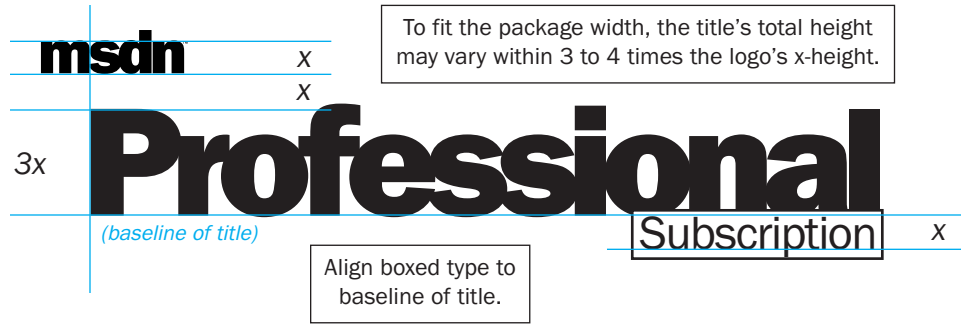 msdn™
x
To fit the package width, the title's total height
may vary within 3 to 4 times the logo's x-height.
x
3x
Professional
(baseline of title)
Subscription
x
Align boxed type to
baseline of title.